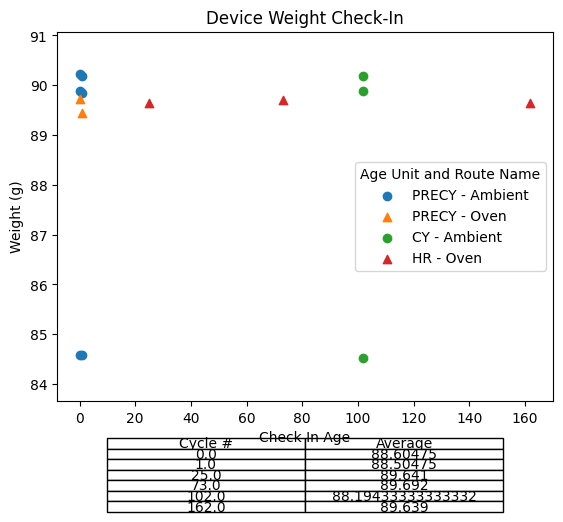 Device Weight Check-In
91
90
89
88
87
86
85
84
Weight (g)
Age Unit and Route Name
PRECY - Ambient
PRECY - Oven
CY - Ambient
HR - Oven
0 20 40 60 80 100 120 140 160
Check In Age
Cycle # Average
0.0 88.60475
1.0 88.50475
25.0 89.641
73.0 89.692
102.0 88.19433333333332
162.0 89.639